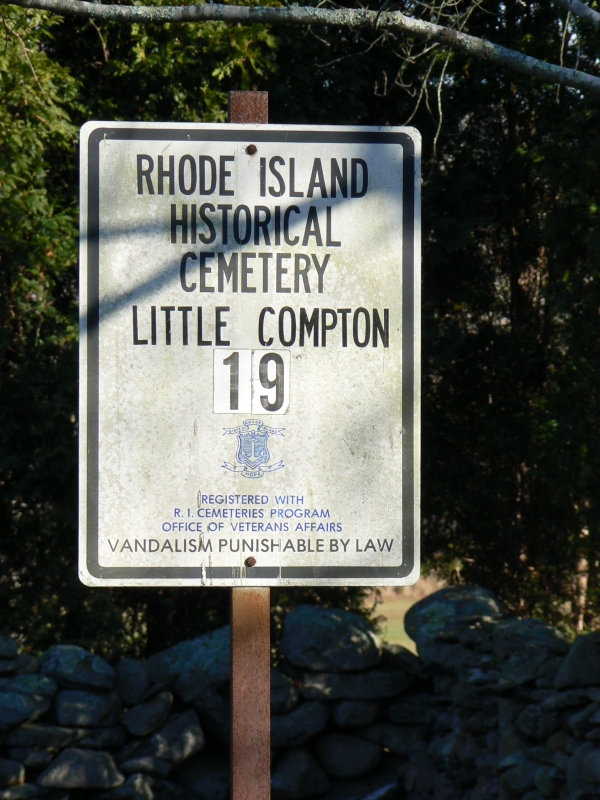 RHODE ISLAND
HISTORICAL
CEMETERY
LITTLE COMPTON
19
HOPE
REGISTERED WITH
R.I. CEMETERIES PROGRAM
OFFICE OF VETERANS AFFAIRS
VANDALISM PUNISHABLE BY LAW